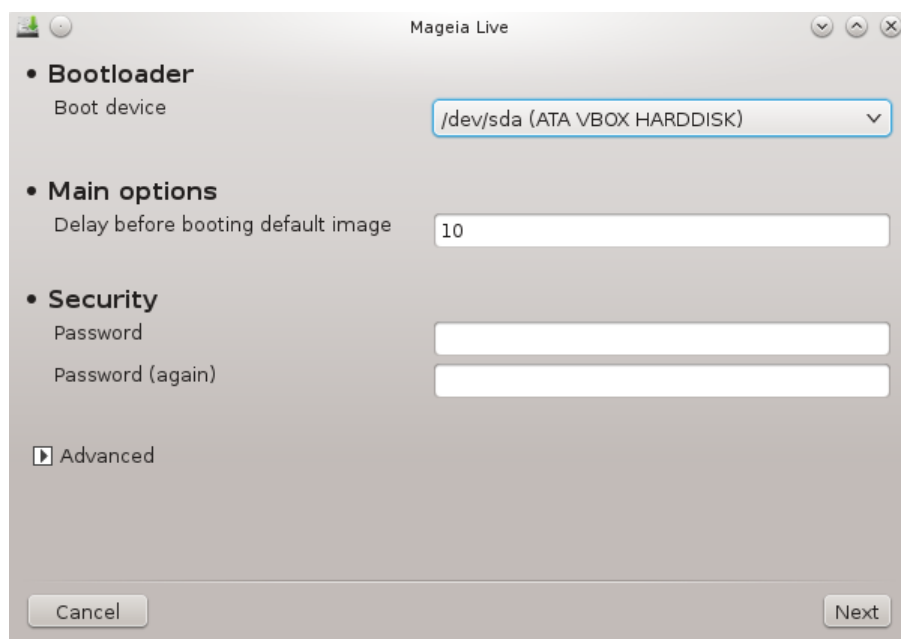 Mageia Live
• Bootloader
Boot device
/dev/sda (ATA VBOX HARDDISK)
• Main options
Delay before booting default image
10
• Security
Password
Password (again)
Advanced
Cancel
Next